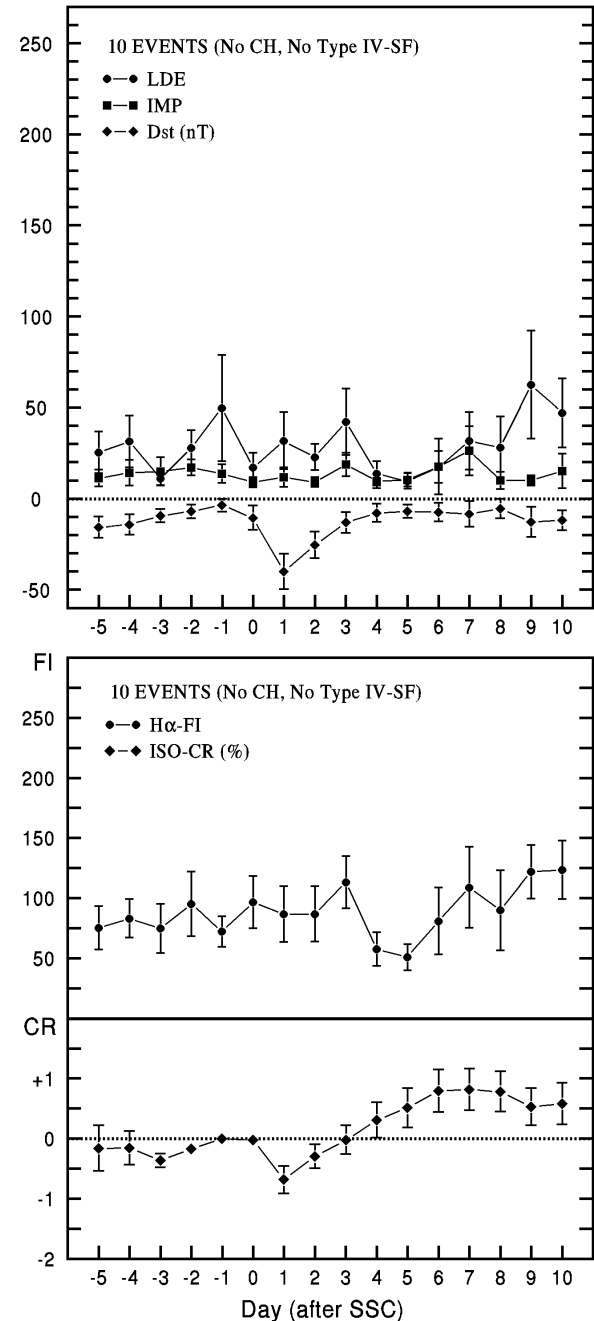 250
10 EVENTS (No CH, No Type IV-SF)
LDE
IMP
Dst (nT)
200
150
100
50
0
-50
-5 -4 -3 -2 -1 0 1 2 3 4 5 6 7 8 9 10
FI
10 EVENTS (No CH, No Type IV-SF)
250
Hα-FI
ISO-CR (%)
200
150
100
50
CR
+1
0
-1
-2
-5 -4 -3 -2 -1 0 1 2 3 4 5 6 7 8 9 10
Day (after SSC)